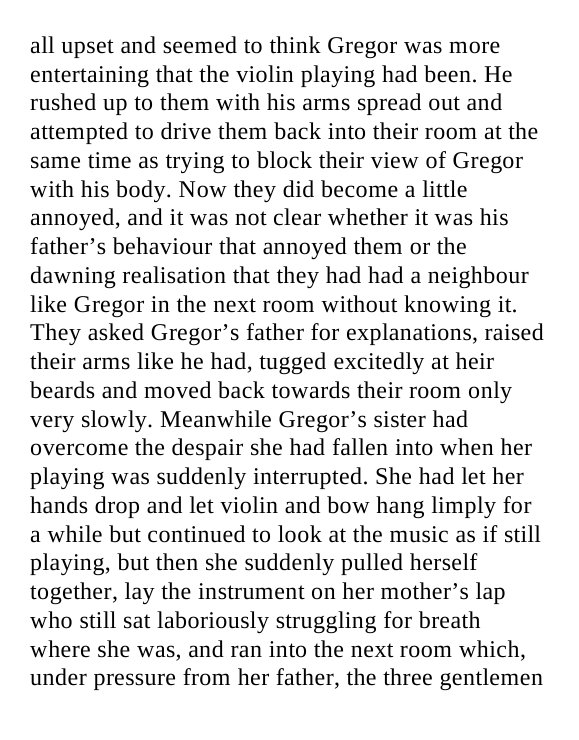 all upset and seemed to think Gregor was more
entertaining that the violin playing had been. He
rushed up to them with his arms spread out and
attempted to drive them back into their room at the
same time as trying to block their view of Gregor
with his body. Now they did become a little
annoyed, and it was not clear whether it was his
father’s behaviour that annoyed them or the
dawning realisation that they had had a neighbour
like Gregor in the next room without knowing it.
They asked Gregor’s father for explanations, raised
their arms like he had, tugged excitedly at heir
beards and moved back towards their room only
very slowly. Meanwhile Gregor’s sister had
overcome the despair she had fallen into when her
playing was suddenly interrupted. She had let her
hands drop and let violin and bow hang limply for
a while but continued to look at the music as if still
playing, but then she suddenly pulled herself
together, lay the instrument on her mother’s lap
who still sat laboriously struggling for breath
where she was, and ran into the next room which,
under pressure from her father, the three gentlemen